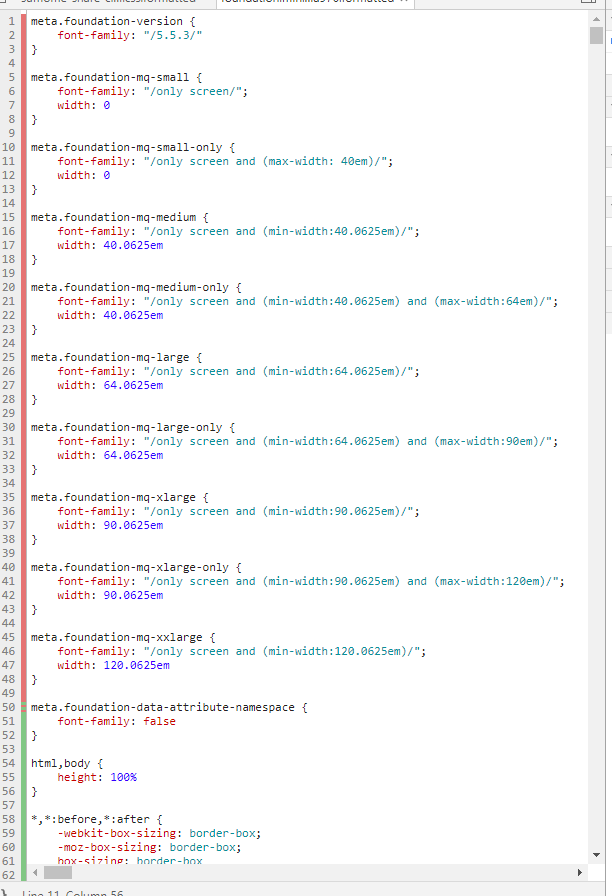 1 meta.foundation-version {
2     font-family: "/5.5.3/"
3 }
4
5 meta.foundation-mq-small {
6     font-family: "/only screen/";
7     width: 0
8 }
9
10 meta.foundation-mq-small-only {
11     font-family: "/only screen and (max-width: 40em)/";
12     width: 0
13 }
14
15 meta.foundation-mq-medium {
16     font-family: "/only screen and (min-width:40.0625em)/";
17     width: 40.0625em
18 }
19
20 meta.foundation-mq-medium-only {
21     font-family: "/only screen and (min-width:40.0625em) and (max-width:64em)/";
22     width: 40.0625em
23 }
24
25 meta.foundation-mq-large {
26     font-family: "/only screen and (min-width:64.0625em)/";
27     width: 64.0625em
28 }
29
30 meta.foundation-mq-large-only {
31     font-family: "/only screen and (min-width:64.0625em) and (max-width:90em)/";
32     width: 64.0625em
33 }
34
35 meta.foundation-mq-xlarge {
36     font-family: "/only screen and (min-width:90.0625em)/";
37     width: 90.0625em
38 }
39
40 meta.foundation-mq-xlarge-only {
41     font-family: "/only screen and (min-width:90.0625em) and (max-width:120em)/";
42     width: 90.0625em
43 }
44
45 meta.foundation-mq-xxlarge {
46     font-family: "/only screen and (min-width:120.0625em)/";
47     width: 120.0625em
48 }
49
50 meta.foundation-data-attribute-namespace {
51     font-family: false
52 }
53
54 html,body {
55     height: 100%
56 }
57
58 *,*:before,*:after {
59     -webkit-box-sizing: border-box;
60     -moz-box-sizing: border-box;
61     box-sizing: border-box
62
Line 11, Column 56